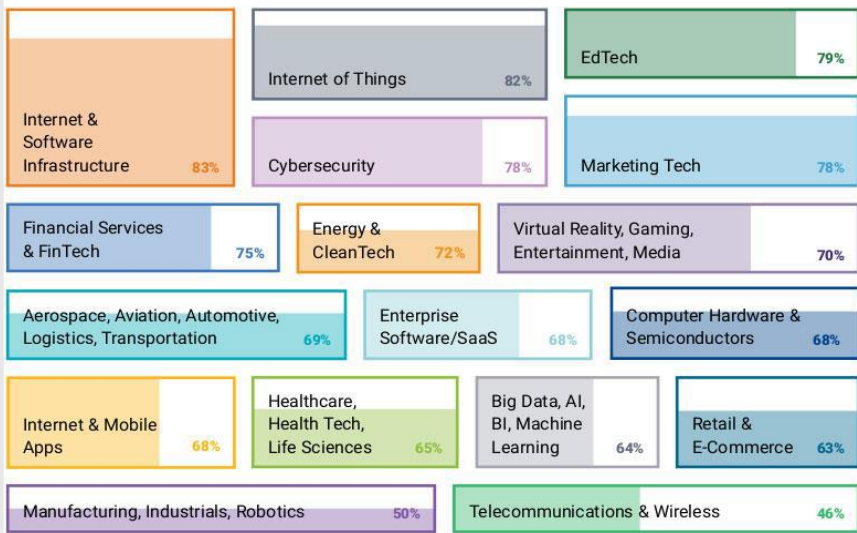 Internet &
Software
Infrastructure 83%
Internet of Things 82%
EdTech 79%
Cybersecurity 78%
Marketing Tech 78%
Financial Services
& FinTech 75%
Energy &
CleanTech 72%
Virtual Reality, Gaming,
Entertainment, Media 70%
Aerospace, Aviation, Automotive,
Logistics, Transportation 69%
Enterprise
Software/SaaS 68%
Computer Hardware &
Semiconductors 68%
Internet & Mobile
Apps 68%
Healthcare,
Health Tech,
Life Sciences 65%
Big Data, AI,
BI, Machine
Learning 64%
Retail &
E-Commerce 63%
Manufacturing, Industrials, Robotics 50%
Telecommunications & Wireless 46%